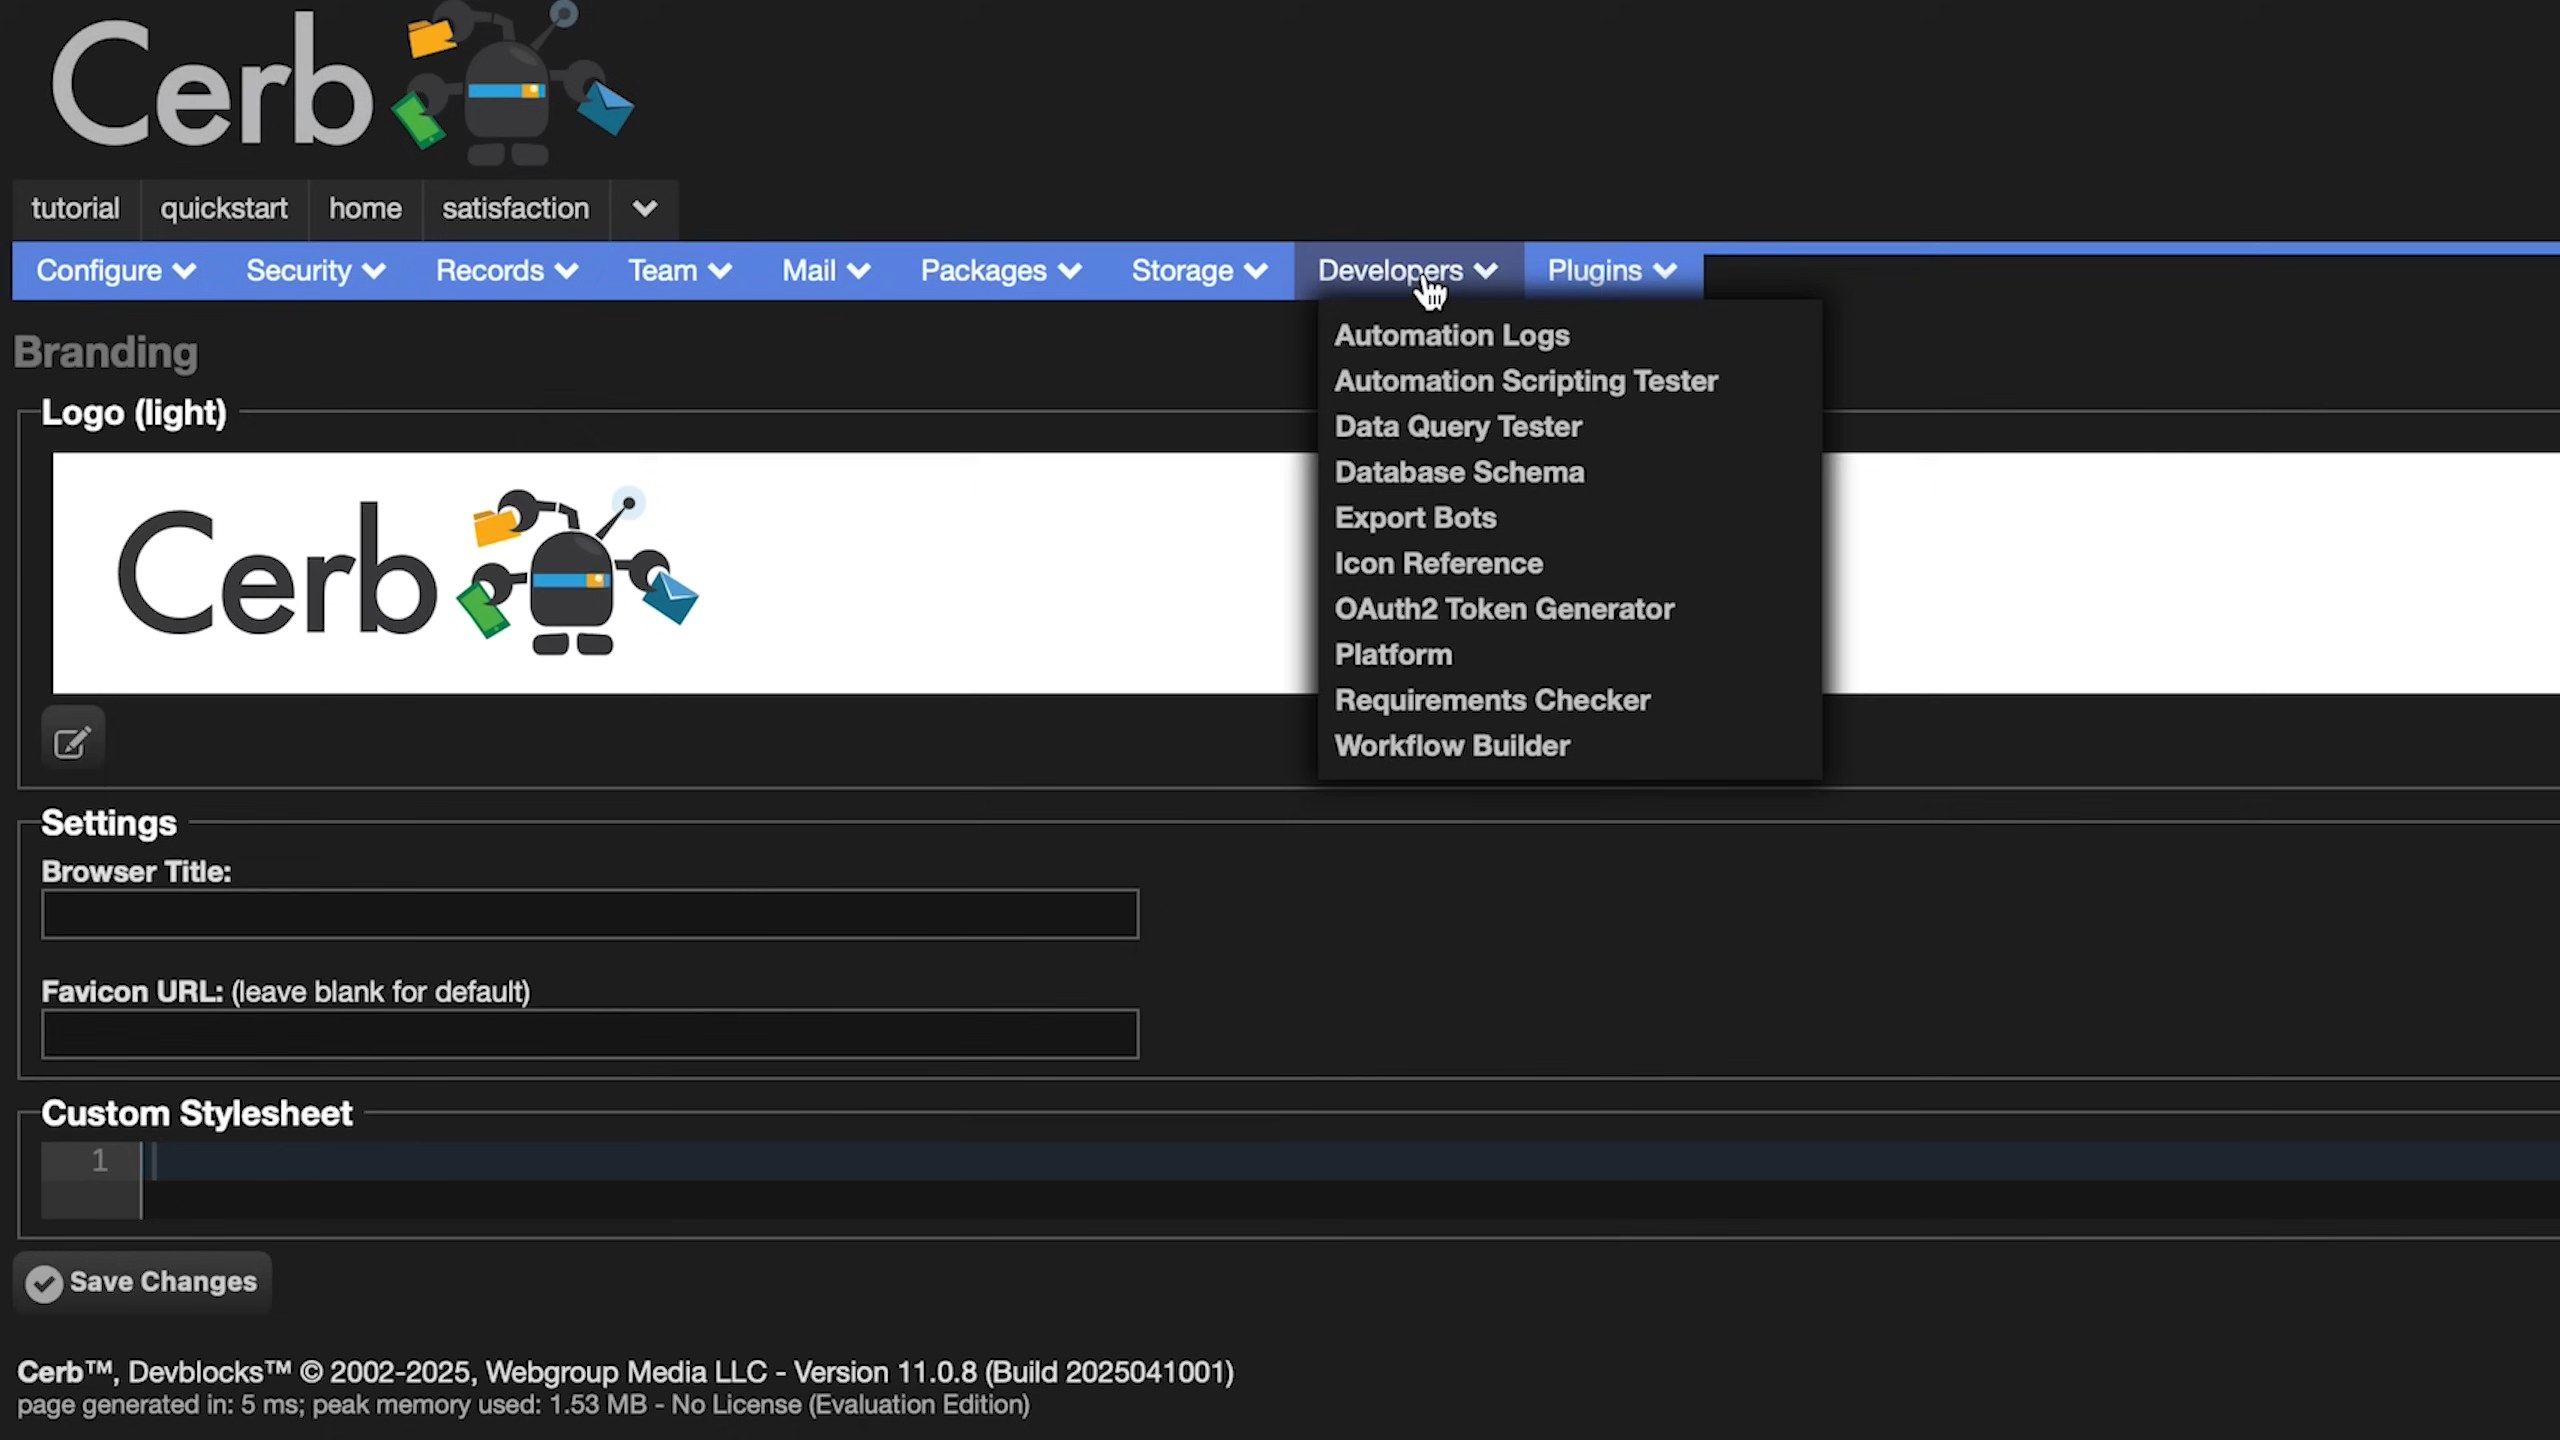 Cerb
tutorial quickstart home satisfaction
Configure Security Records Team Mail Packages Storage Developers Plugins
Automation Logs
Automation Scripting Tester
Data Query Tester
Database Schema
Export Bots
Icon Reference
OAuth2 Token Generator
Platform
Requirements Checker
Workflow Builder
Branding
Logo (light)
Cerb
Settings
Browser Title:
Favicon URL: (leave blank for default)
Custom Stylesheet
1
Save Changes
Cerb™, Devblocks™ © 2002-2025, Webgroup Media LLC - Version 11.0.8 (Build 2025041001)
page generated in: 5 ms; peak memory used: 1.53 MB - No License (Evaluation Edition)